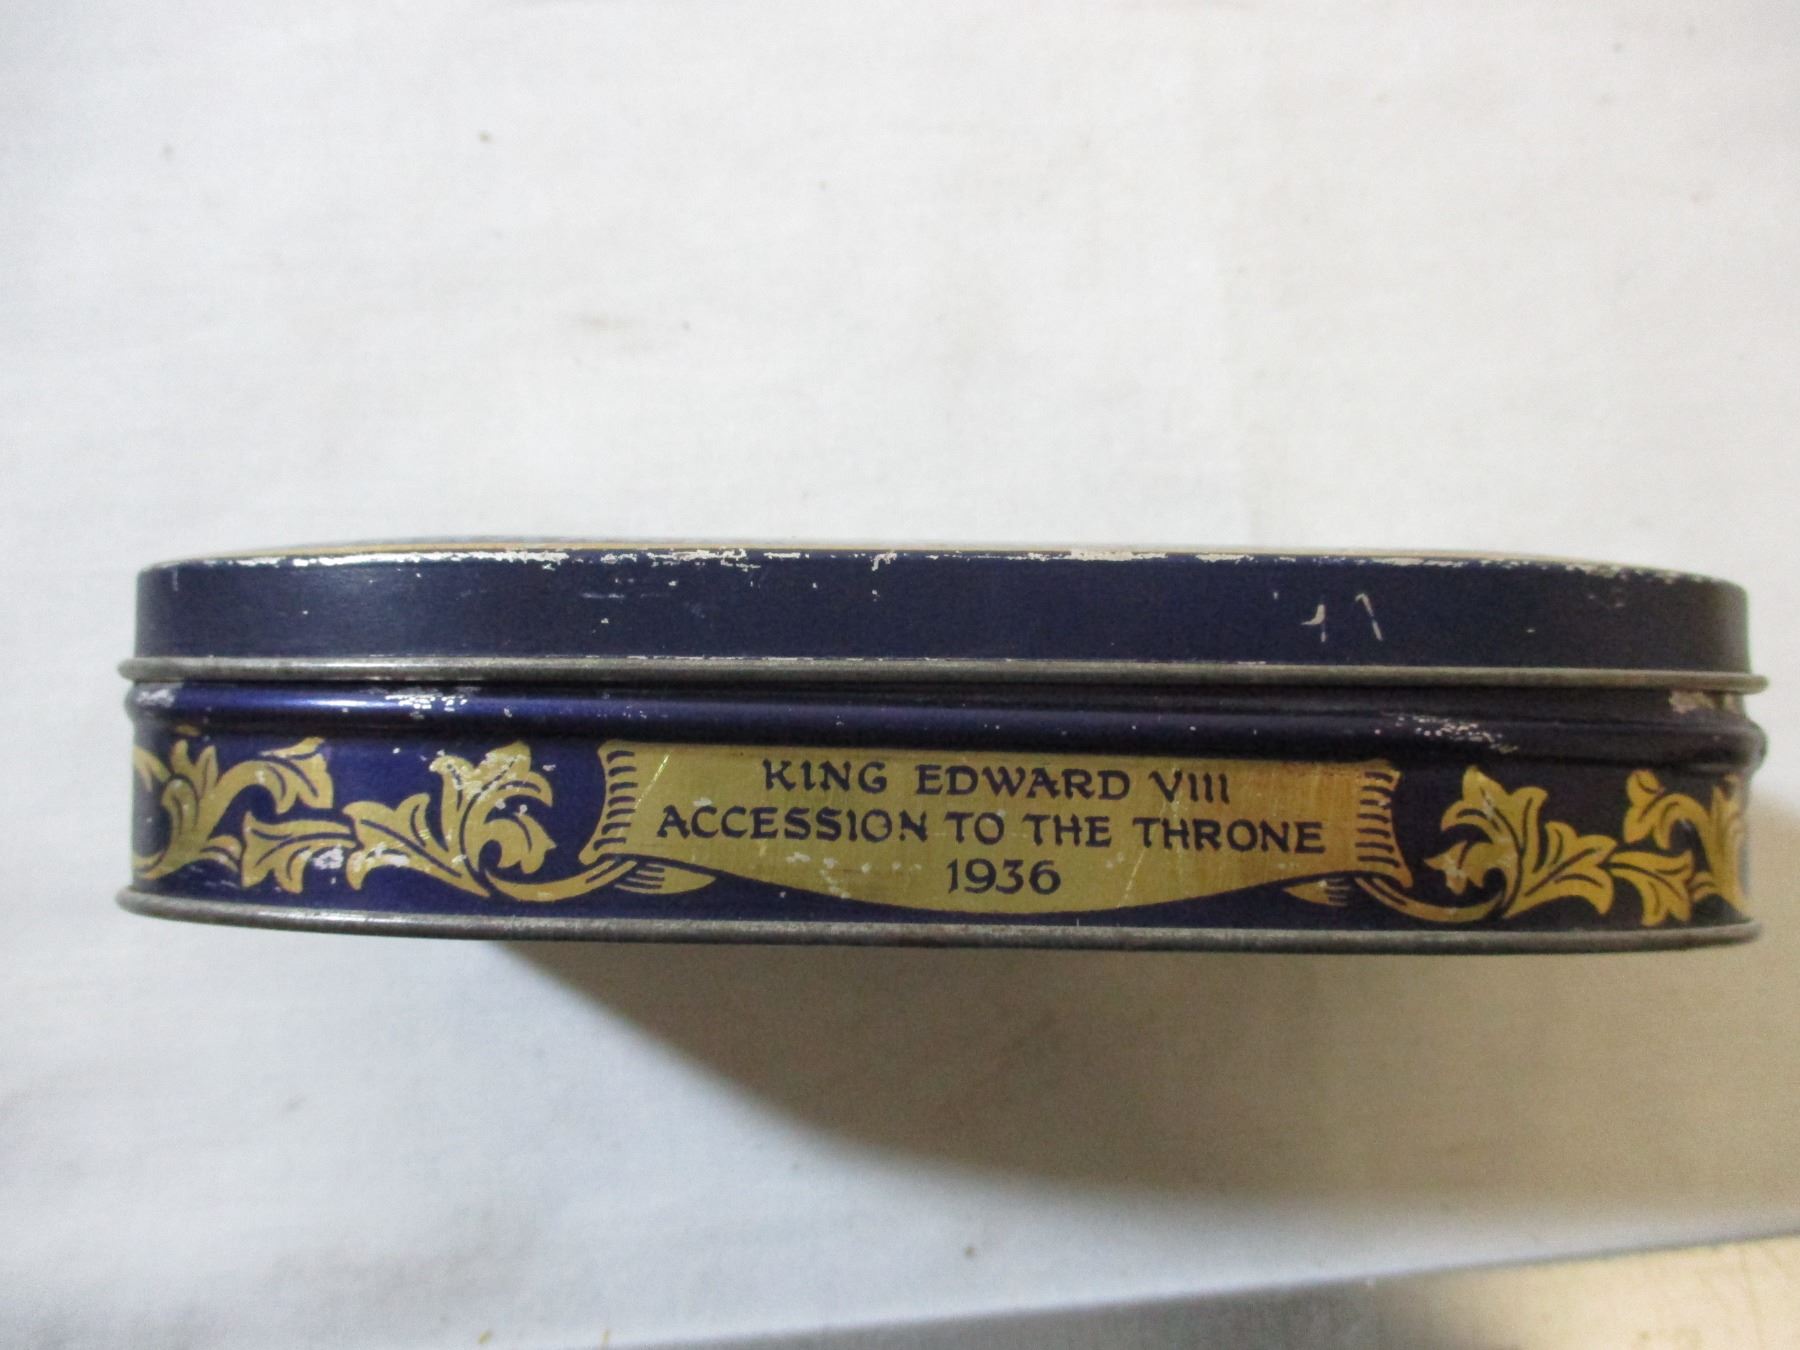 KING EDWARD VIII
ACCESSION TO THE THRONE
1936